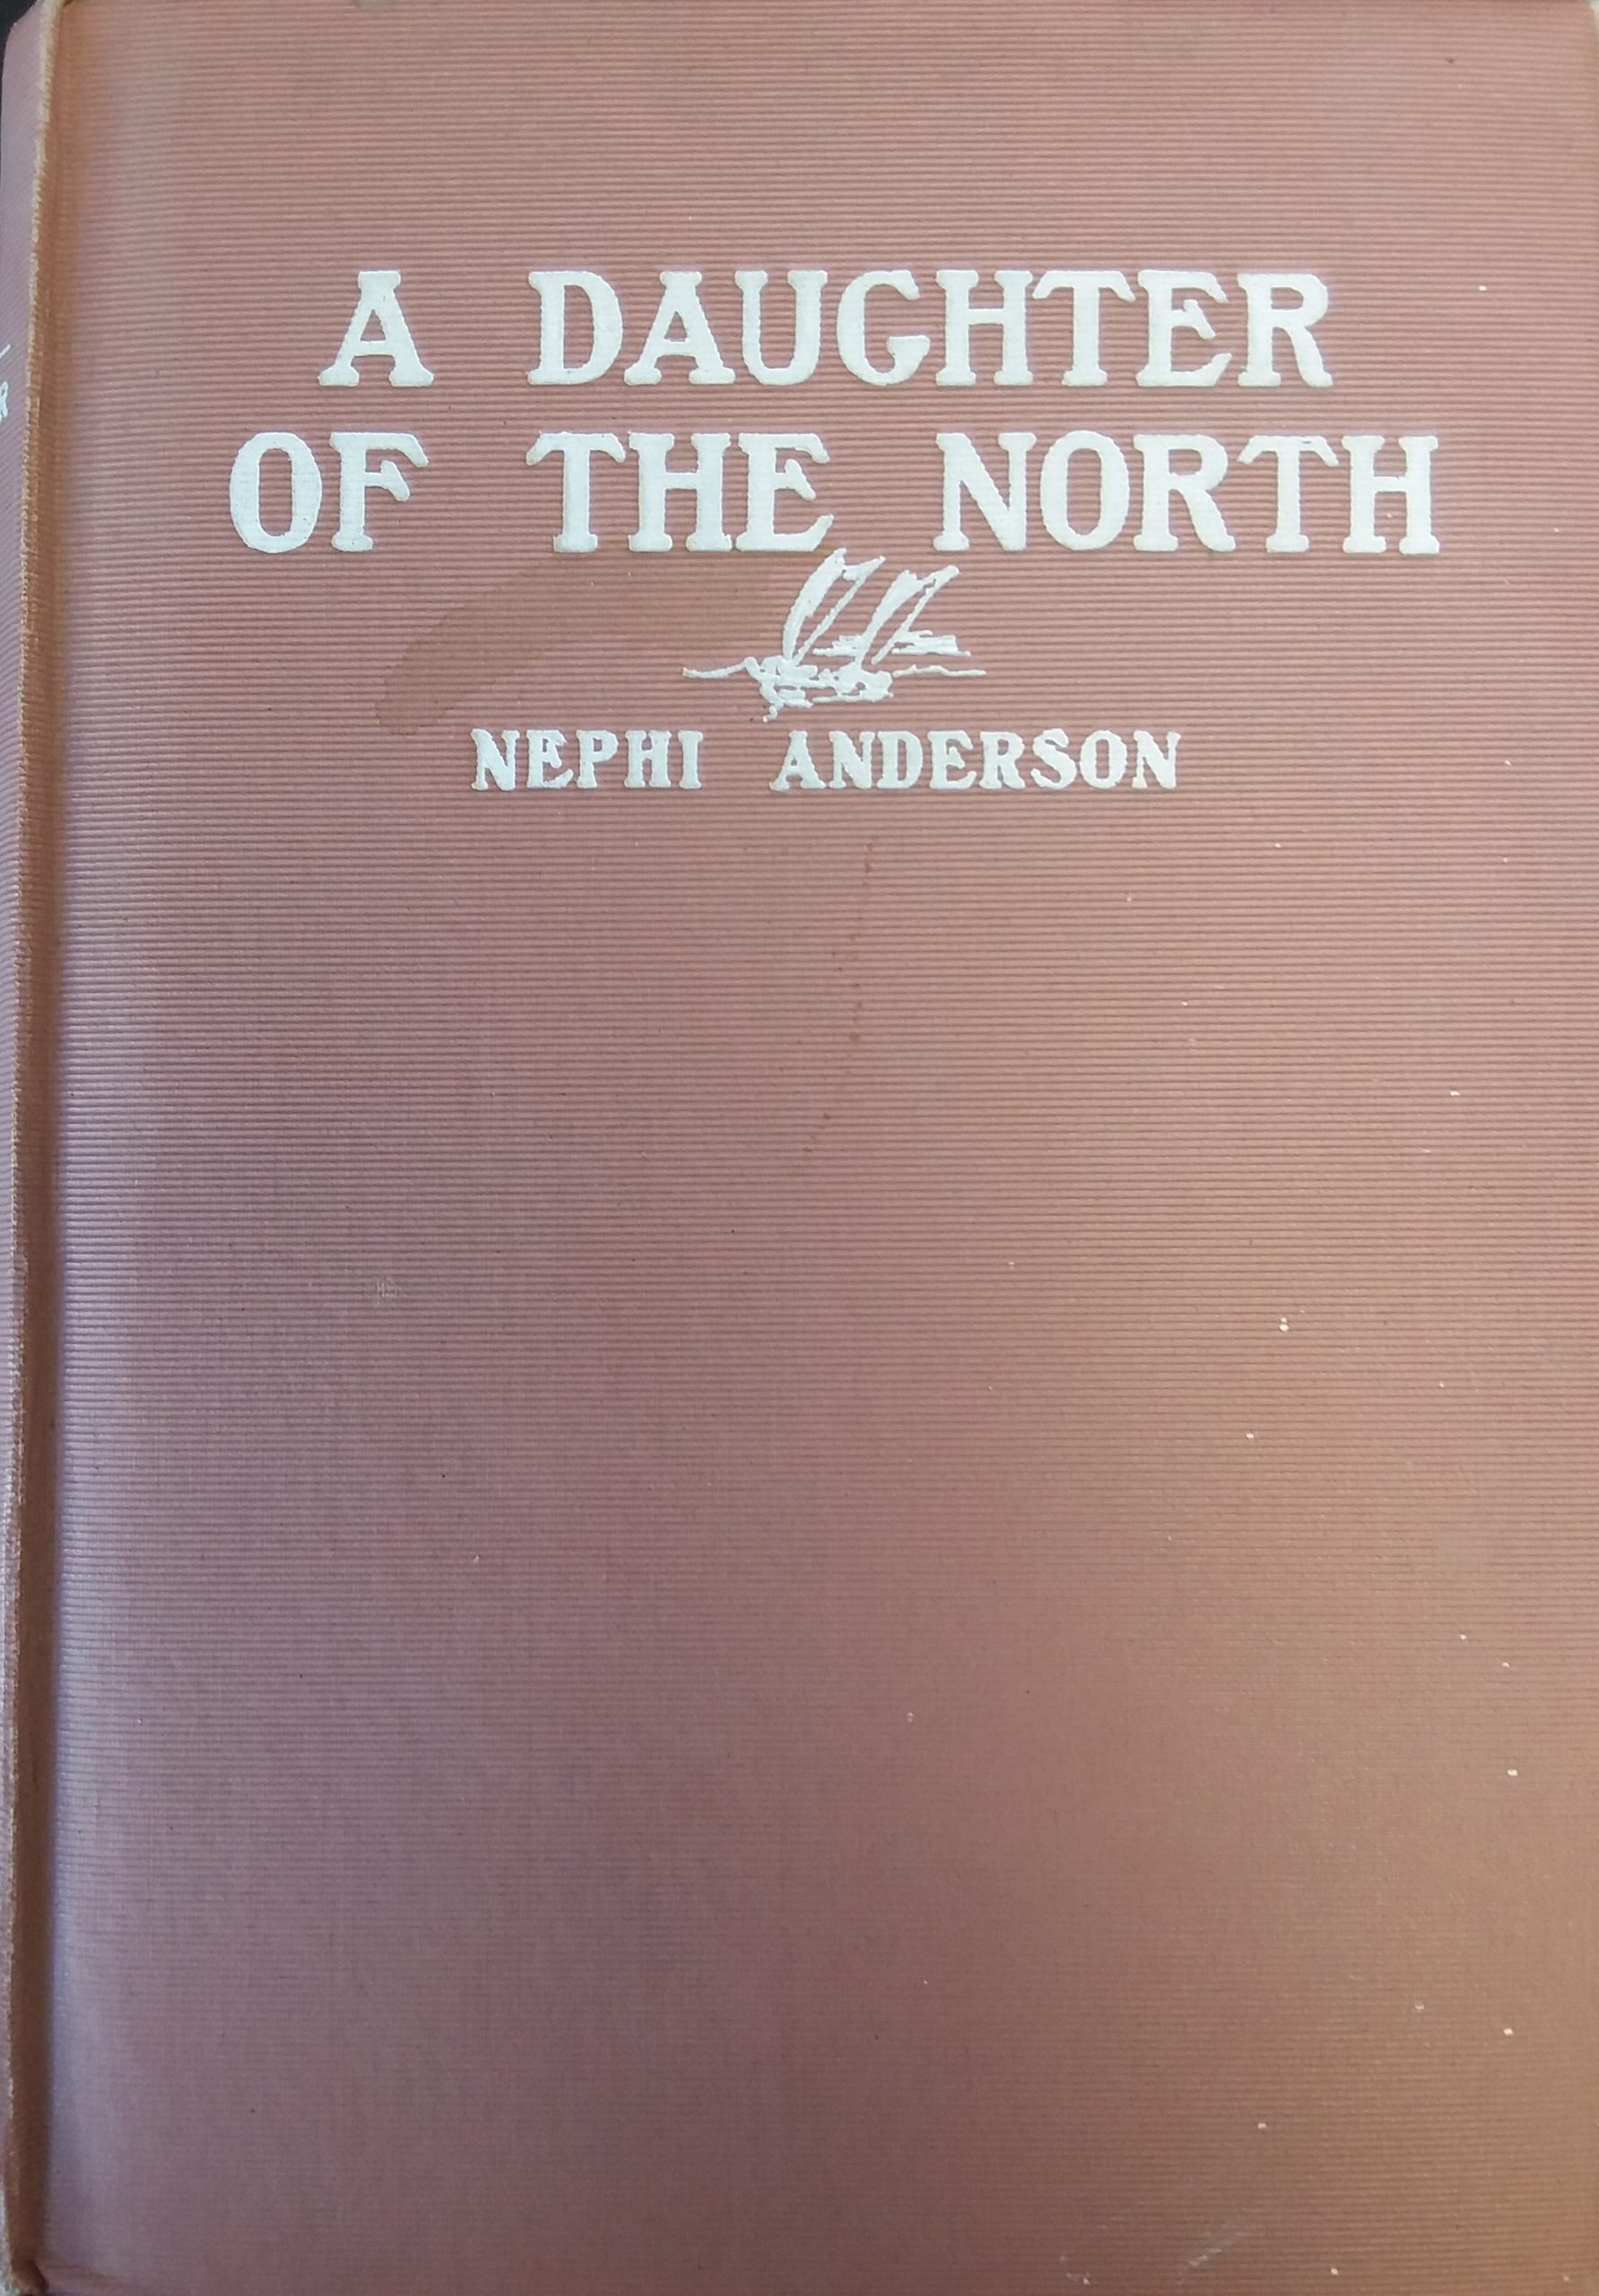 A DAUGHTER
OF THE NORTH
NEPHI ANDERSON